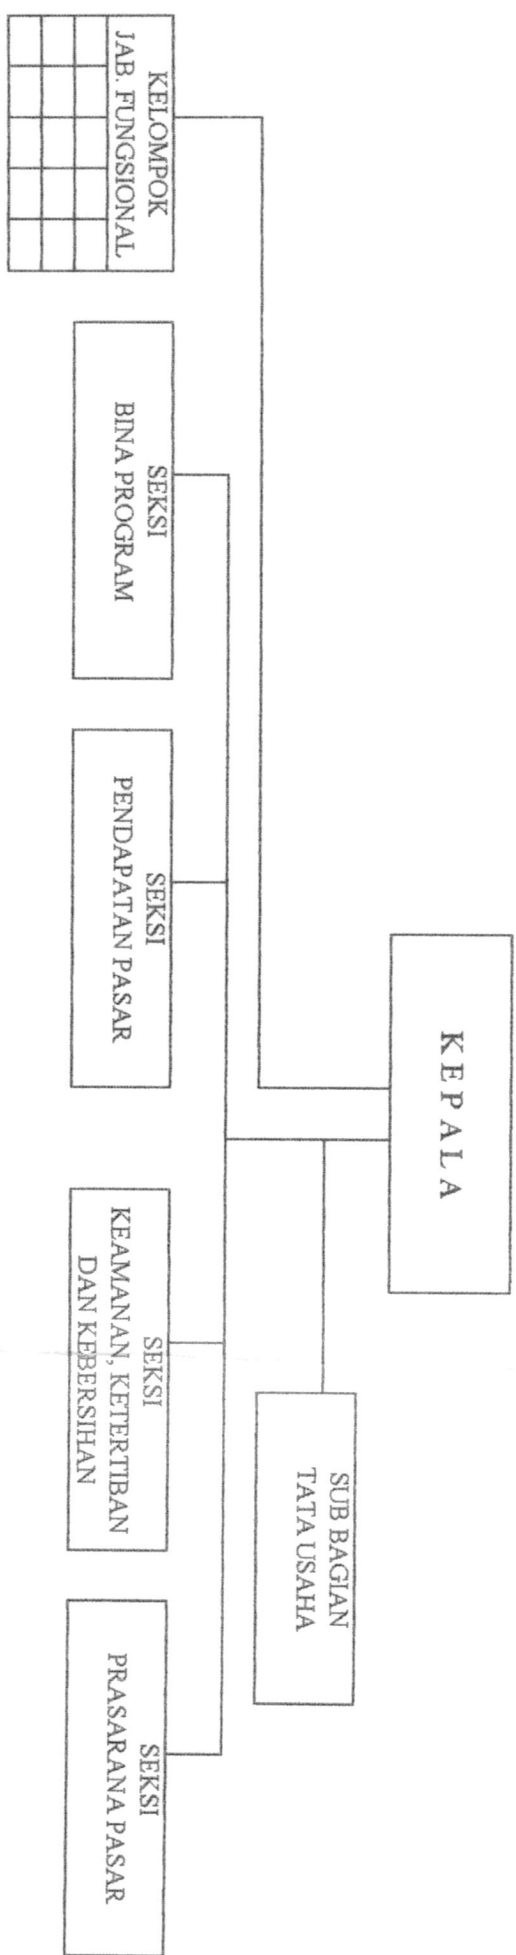 K E P A L A
SUB BAGIAN
TATA USAHA
KELOMPOK
JAB. FUNGSIONAL
SEKSI
BINA PROGRAM
SEKSI
PENDAPATAN PASAR
SEKSI
KEAMANAN, KETERTIBAN
DAN KEBERSIHAN
SEKSI
PRASARANA PASAR